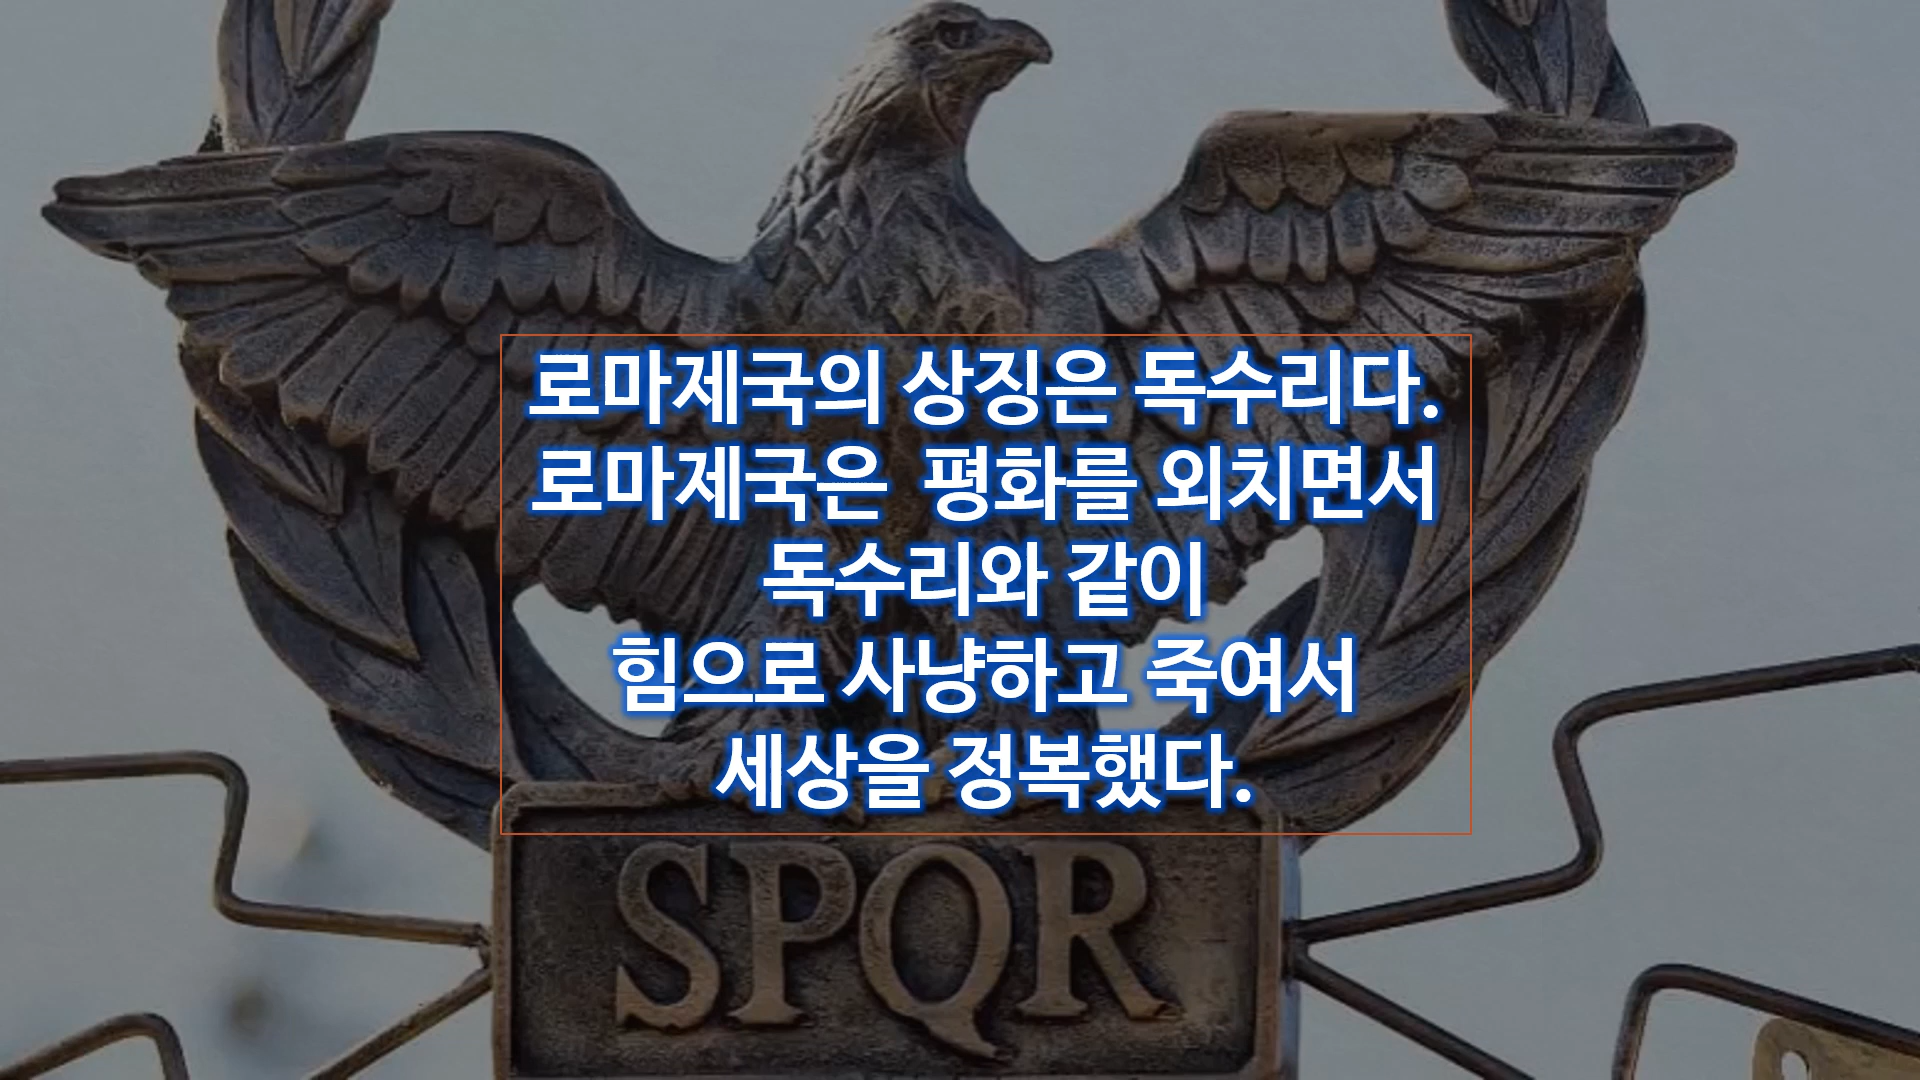 로마제국의 상징은 독수리다.
로마제국은 평화를 외치면서
독수리와 같이
힘으로 사냥하고 죽여서
세상을 정복했다.
SPQR